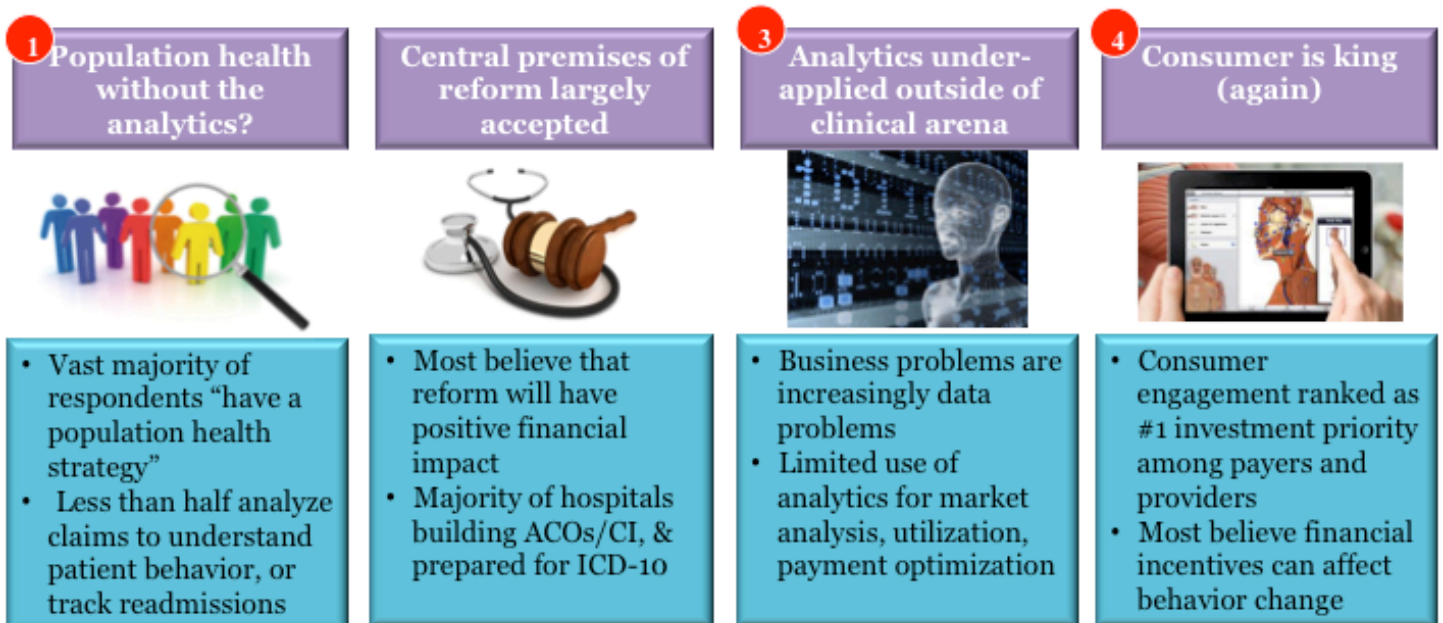 1
Population health
without the
analytics?
Central premises of
reform largely
accepted
3
Analytics under-
applied outside of
clinical arena
4
Consumer is king
(again)
• Vast majority of
respondents “have a
population health
strategy”
• Less than half analyze
claims to understand
patient behavior, or
track readmissions
• Most believe that
reform will have
positive financial
impact
• Majority of hospitals
building ACOs/CI, &
prepared for ICD-10
• Business problems are
increasingly data
problems
• Limited use of
analytics for market
analysis, utilization,
payment optimization
• Consumer
engagement ranked as
#1 investment priority
among payers and
providers
• Most believe financial
incentives can affect
behavior change